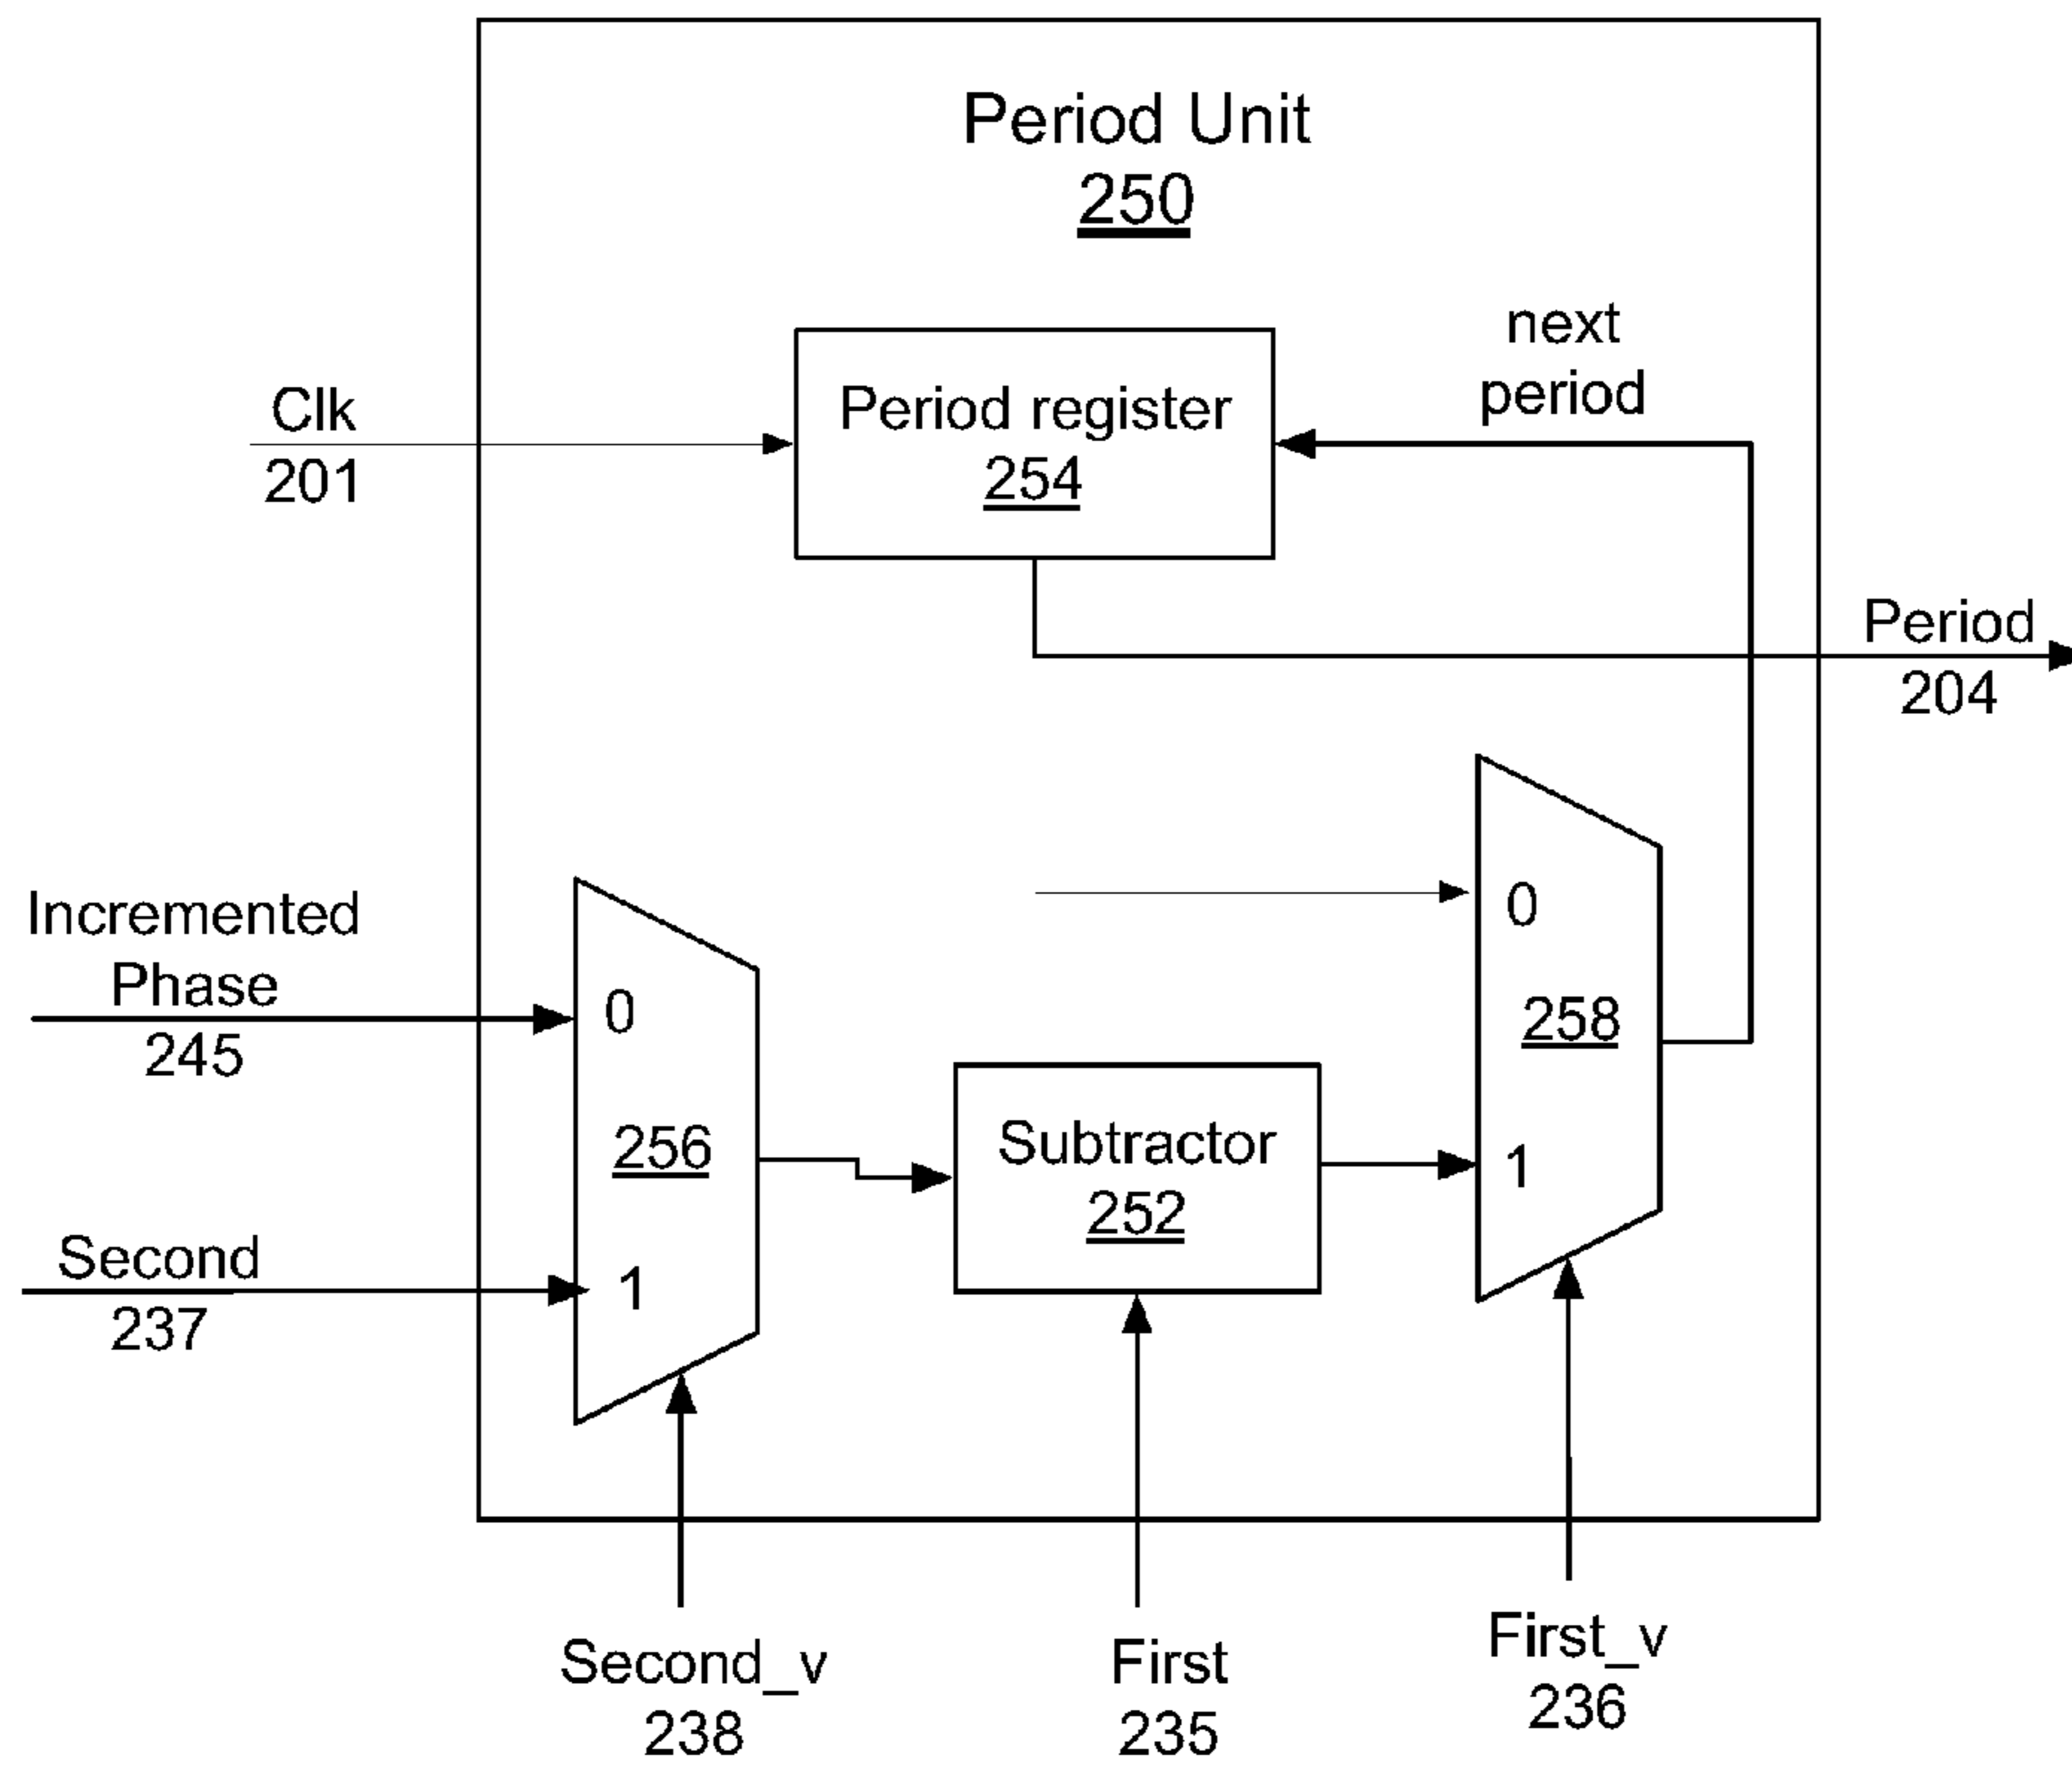 Period Unit
250
next
period
Clk
201
Period register
254
Period
204
Incremented
Phase
245
0
0
256
258
Subtractor
252
1
Second
237
1
Second_v
238
First
235
First_v
236